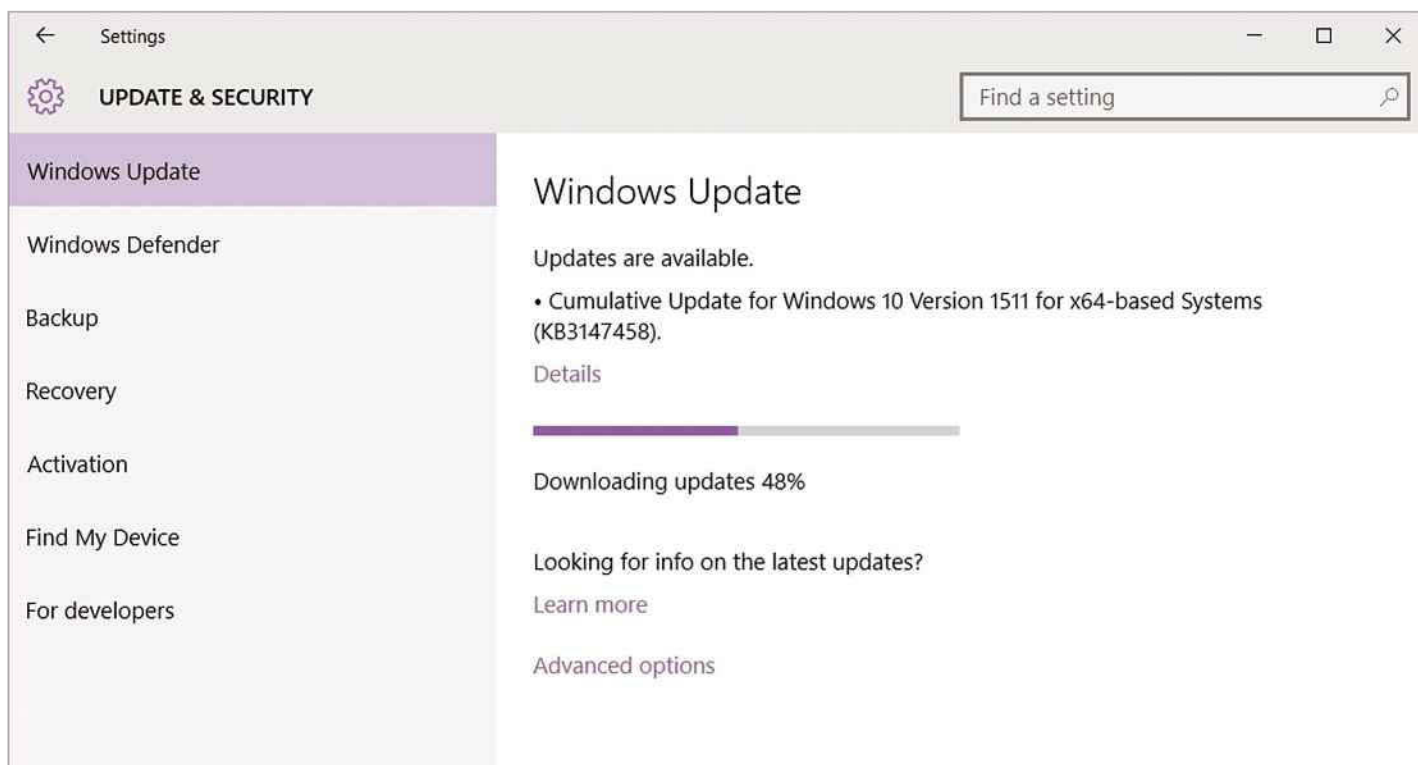 Settings
UPDATE & SECURITY
Find a setting
Windows Update
Windows Defender
Backup
Recovery
Activation
Find My Device
For developers
Windows Update
Updates are available.
• Cumulative Update for Windows 10 Version 1511 for x64-based Systems
(KB3147458).
Details
Downloading updates 48%
Looking for info on the latest updates?
Learn more
Advanced options